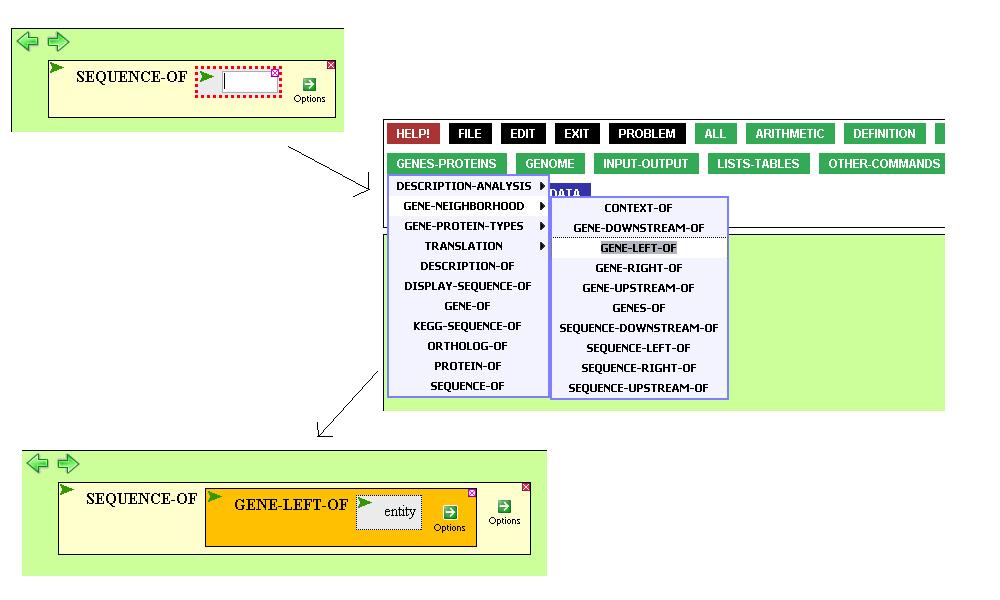 SEQUENCE-OF
Options
HELP! FILE EDIT EXIT PROBLEM ALL ARITHMETIC DEFINITION
GENES-PROTEINS GENOME INPUT-OUTPUT LISTS-TABLES OTHER-COMMANDS
DATA
DESCRIPTION-ANALYSIS
GENE-NEIGHBORHOOD
GENE-PROTEIN-TYPES
TRANSLATION
DESCRIPTION-OF
DISPLAY-SEQUENCE-OF
GENE-OF
KEGG-SEQUENCE-OF
ORTHOLOG-OF
PROTEIN-OF
SEQUENCE-OF
CONTEXT-OF
GENE-DOWNSTREAM-OF
GENE-LEFT-OF
GENE-RIGHT-OF
GENE-UPSTREAM-OF
GENES-OF
SEQUENCE-DOWNSTREAM-OF
SEQUENCE-LEFT-OF
SEQUENCE-RIGHT-OF
SEQUENCE-UPSTREAM-OF
SEQUENCE-OF GENE-LEFT-OF entity
Options Options